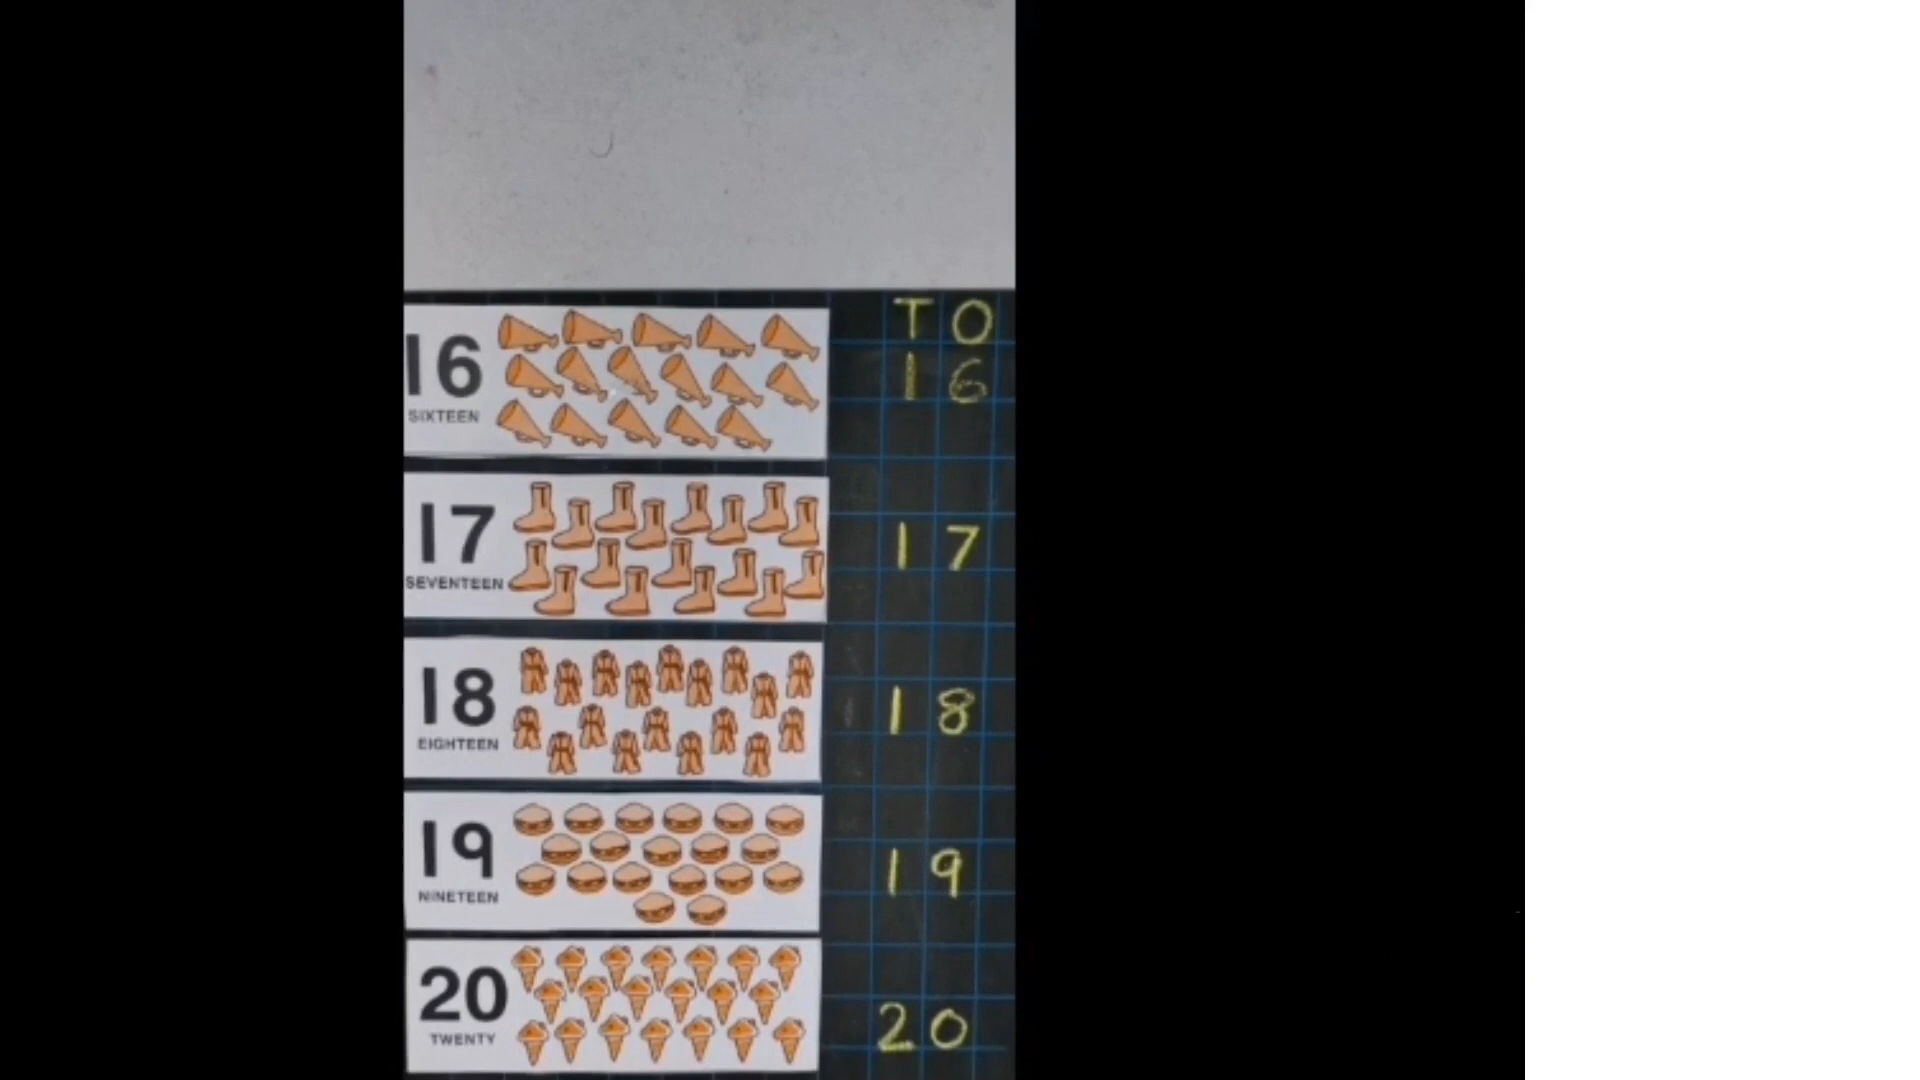 T O
16
SIXTEEN
1 6
17
SEVENTEEN
1 7
18
EIGHTEEN
1 8
19
NINETEEN
1 9
20
TWENTY
2 0